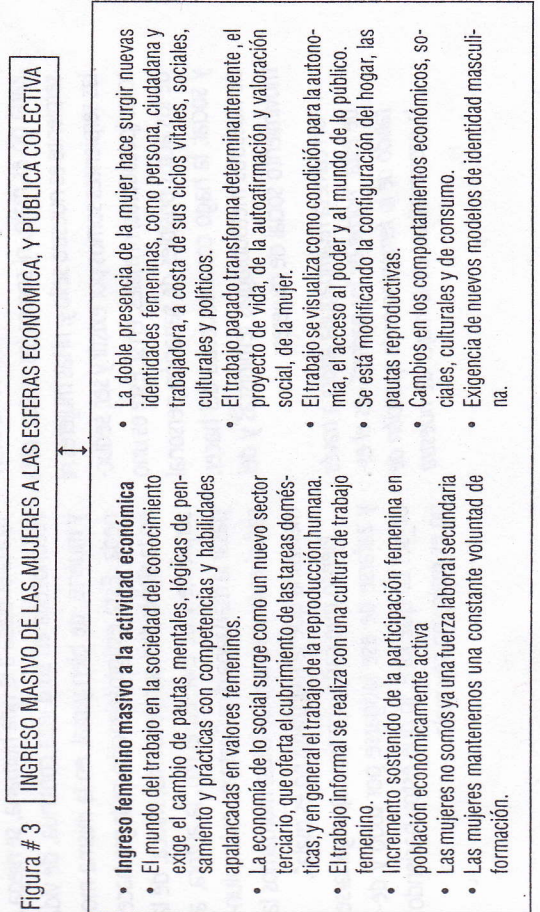 Figura # 3
INGRESO MASIVO DE LAS MUJERES A LAS ESFERAS ECONÓMICA, Y PÚBLICA COLECTIVA
• Ingreso femenino masivo a la actividad económica
• El mundo del trabajo en la sociedad del conocimiento
exige el cambio de pautas mentales, lógicas de pen-
samiento y prácticas con competencias y habilidades
apalancadas en valores femeninos.
• La economía de lo social surge como un nuevo sector
terciario, que oferta el cubrimiento de las tareas domés-
ticas, y en general el trabajo de la reproducción humana.
• El trabajo informal se realiza con una cultura de trabajo
femenino.
• Incremento sostenido de la participación femenina en
población económicamente activa
• Las mujeres no somos ya una fuerza laboral secundaria
• Las mujeres mantenemos una constante voluntad de
formación.
• La doble presencia de la mujer hace surgir nuevas
identidades femeninas, como persona, ciudadana y
trabajadora, a costa de sus ciclos vitales, sociales,
culturales y políticos.
• El trabajo pagado transforma determinantemente, el
proyecto de vida, de la autoafirmación y valoración
social, de la mujer.
• El trabajo se visualiza como condición para la autono-
mía, el acceso al poder y al mundo de lo público.
• Se está modificando la configuración del hogar, las
pautas reproductivas.
• Cambios en los comportamientos económicos, so-
ciales, culturales y de consumo.
• Exigencia de nuevos modelos de identidad masculi-
na.